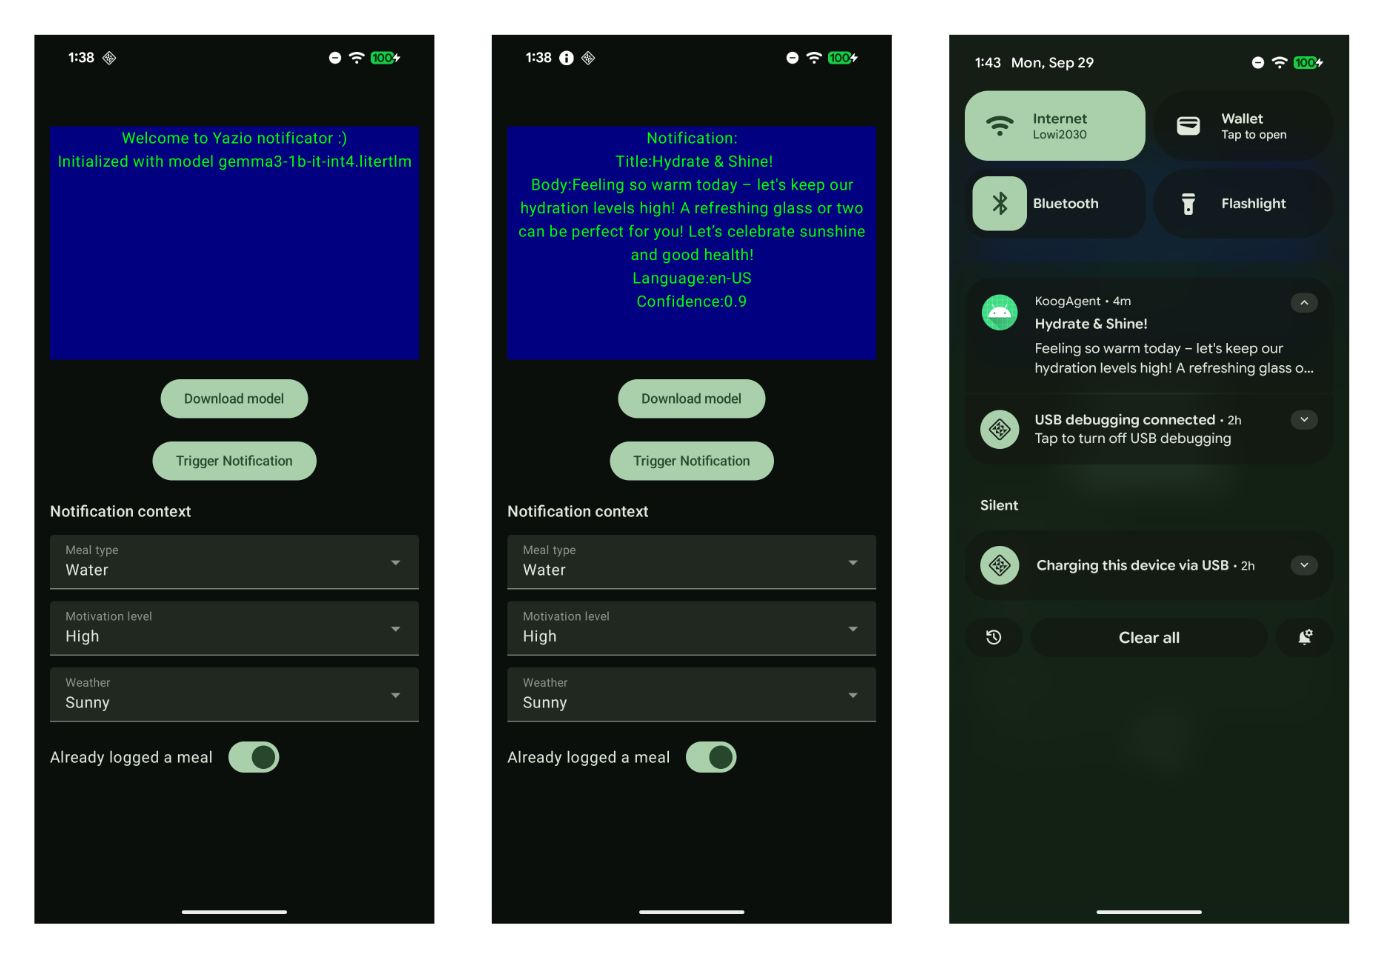 1:38
100
Welcome to Yazio notificator :)
Initialized with model gemma3-1b-it-int4.litertlm
Download model
Trigger Notification
Notification context
Meal type
Water
Motivation level
High
Weather
Sunny
Already logged a meal
1:38
100
Notification:
Title:Hydrate & Shine!
Body:Feeling so warm today – let's keep our
hydration levels high! A refreshing glass or two
can be perfect for you! Let's celebrate sunshine
and good health!
Language:en-US
Confidence:0.9
Download model
Trigger Notification
Notification context
Meal type
Water
Motivation level
High
Weather
Sunny
Already logged a meal
1:43 Mon, Sep 29
100
Internet
Lowi2030
Wallet
Tap to open
Bluetooth
Flashlight
KoogAgent • 4m
Hydrate & Shine!
Feeling so warm today – let's keep our
hydration levels high! A refreshing glass o...
USB debugging connected • 2h
Tap to turn off USB debugging
Silent
Charging this device via USB • 2h
Clear all